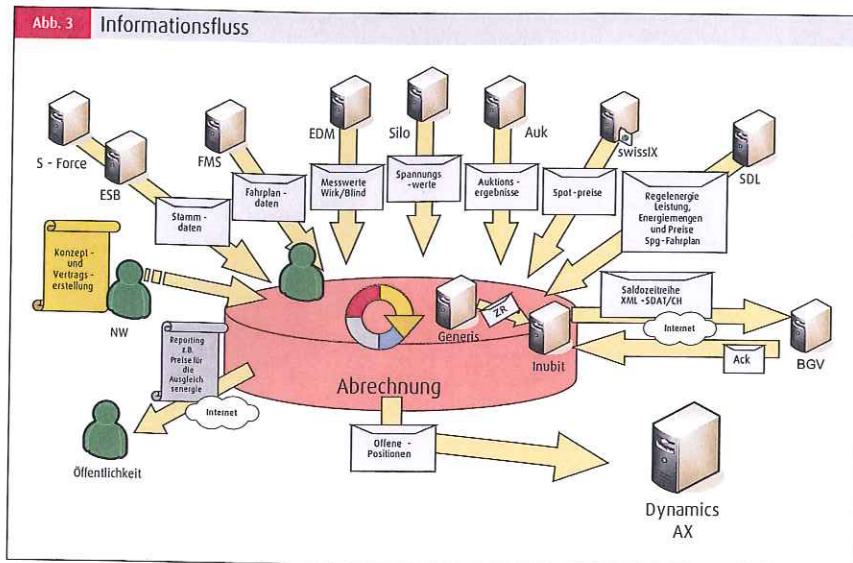 Abb. 3 Informationsfluss
S - Force
ESB
FMS
EDM
Silo
Auk
swissIX
SDL
Stamm -
daten
Fahrplan -
daten
Messwerte
Wirk/Blind
Spannungs
-werte
Auktions -
ergebnisse
Spot -preise
Regelenergie
Leistung,
Energiemengen
und Preise
Spg-Fahrplan
Konzept -
und
Vertrags -
erstellung
NW
Generis
ZR
Inubit
Saldozeitreihe
XML -SDAT/CH
Internet
Ack
BGV
Reporting
z.B.
Preise für
die
Ausgleich
senergie
Internet
Öffentlichkeit
Abrechnung
Offene -
Positionen
Dynamics
AX